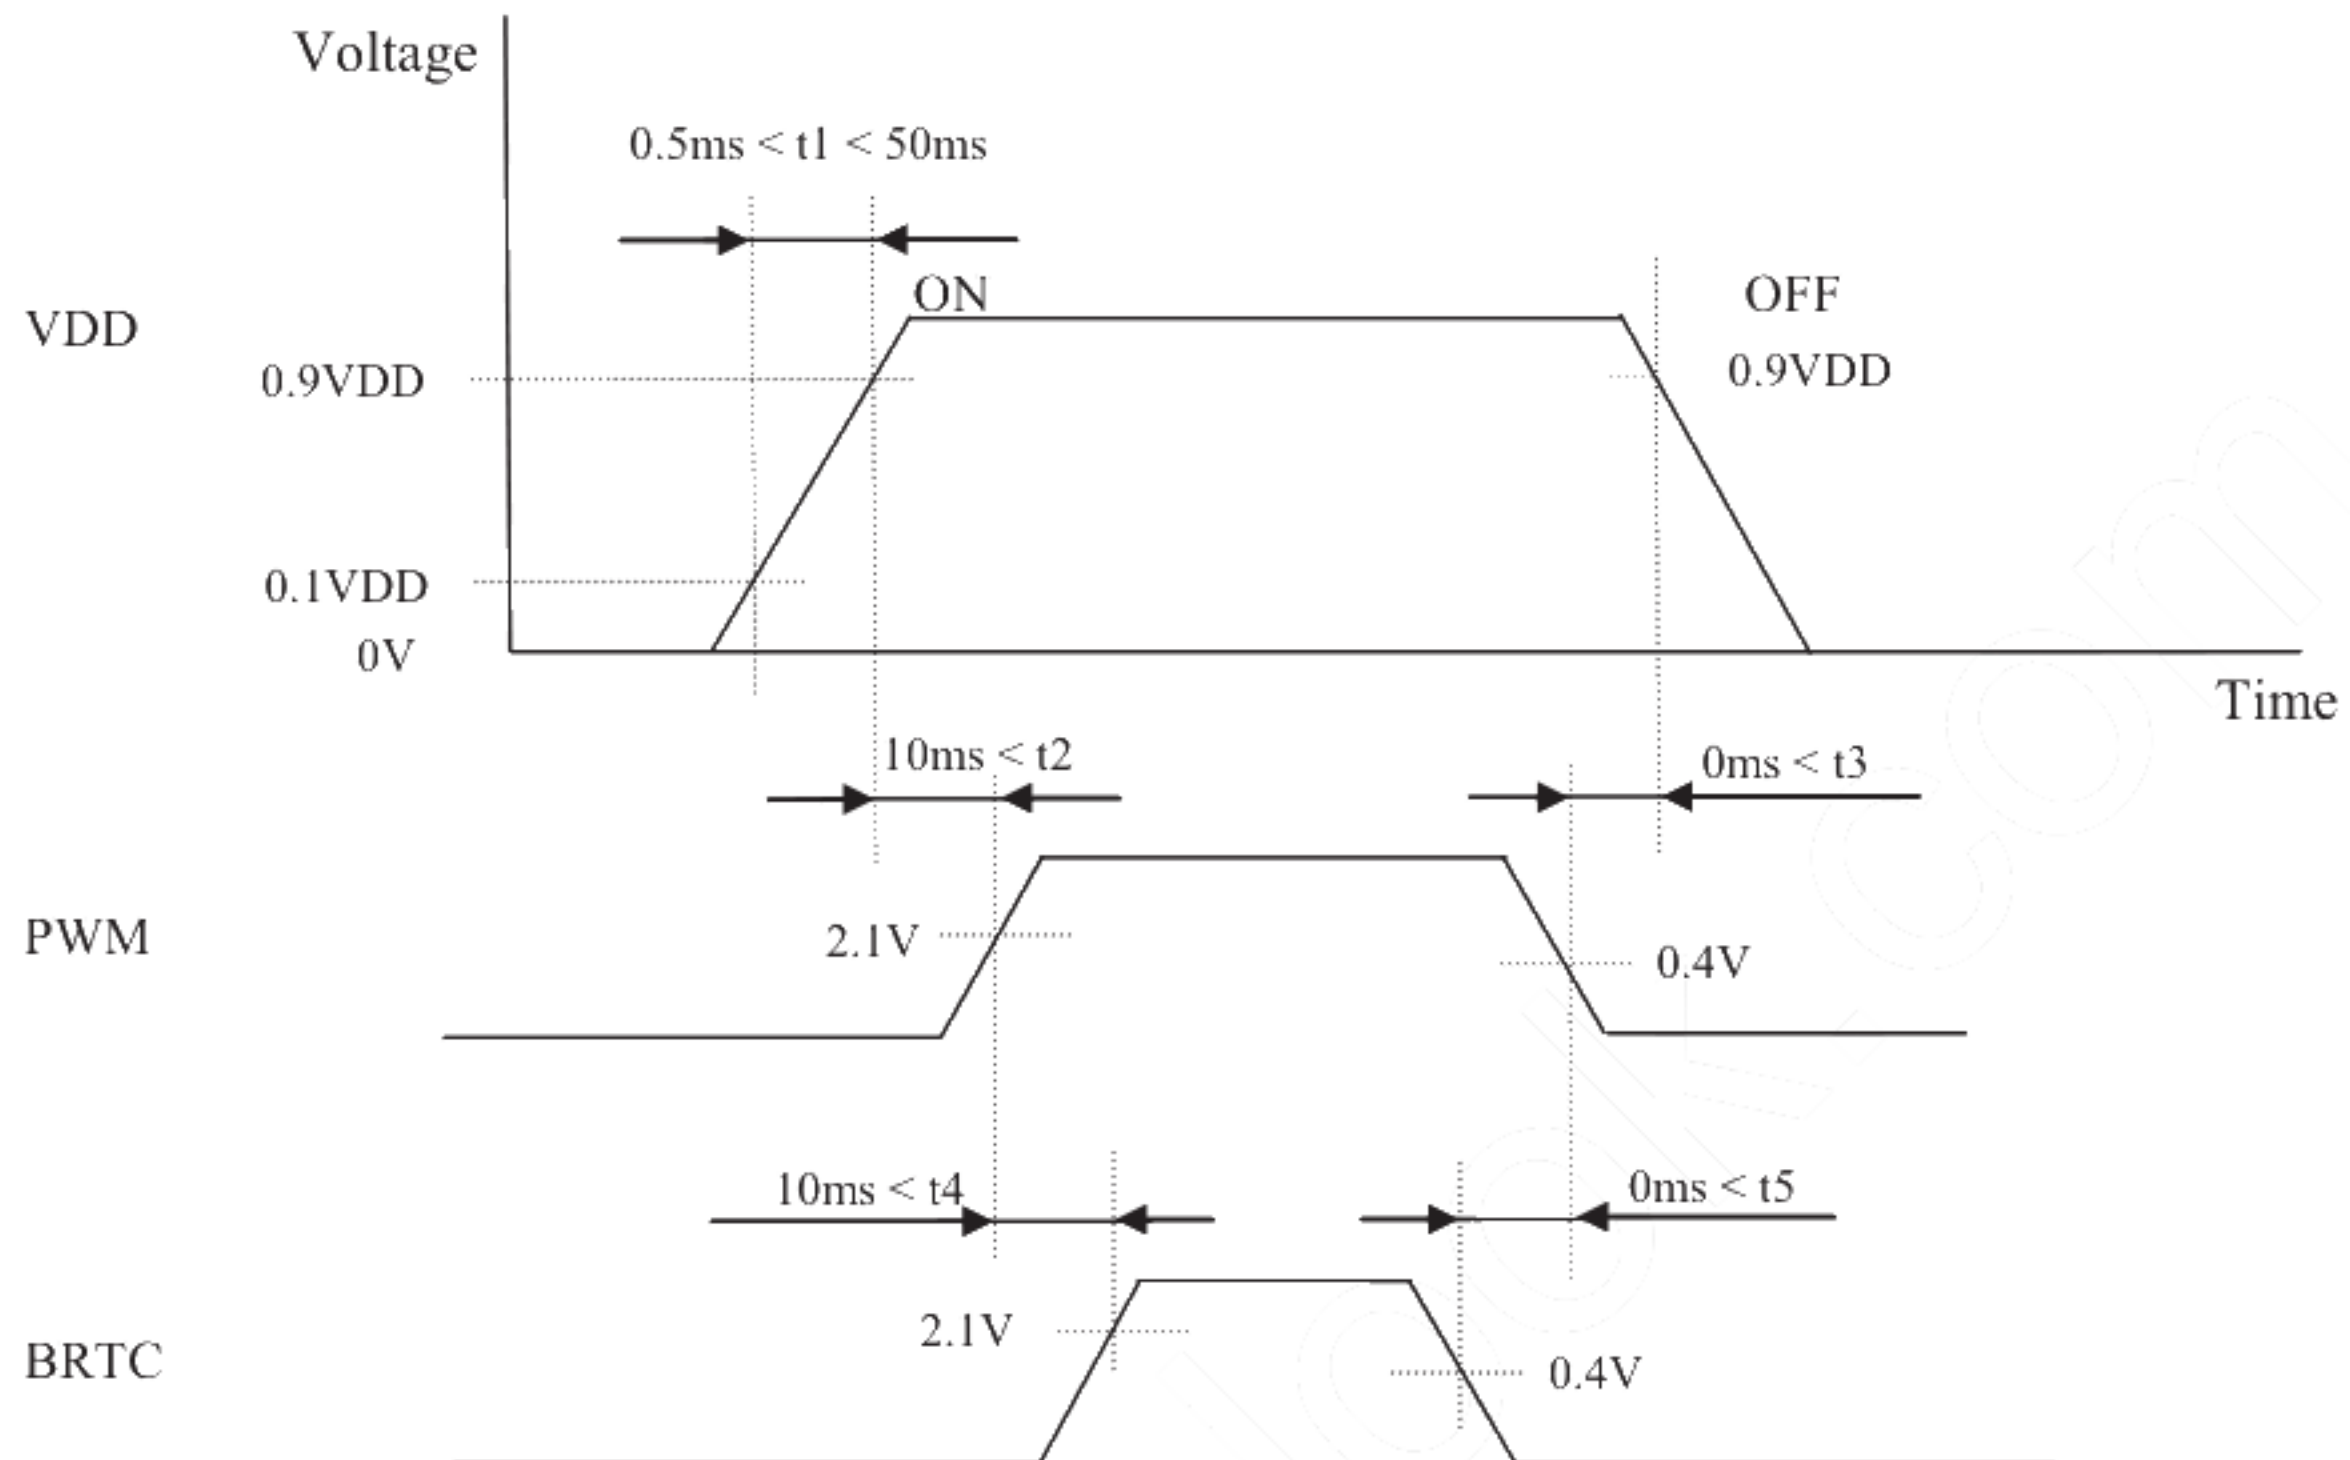 Voltage
0.5ms < t1 < 50ms
ON
OFF
VDD
0.9VDD
0.9VDD
0.1VDD
0V
Time
10ms < t2
0ms < t3
PWM
2.1V
0.4V
10ms < t4
0ms < t5
2.1V
BRTC
0.4V